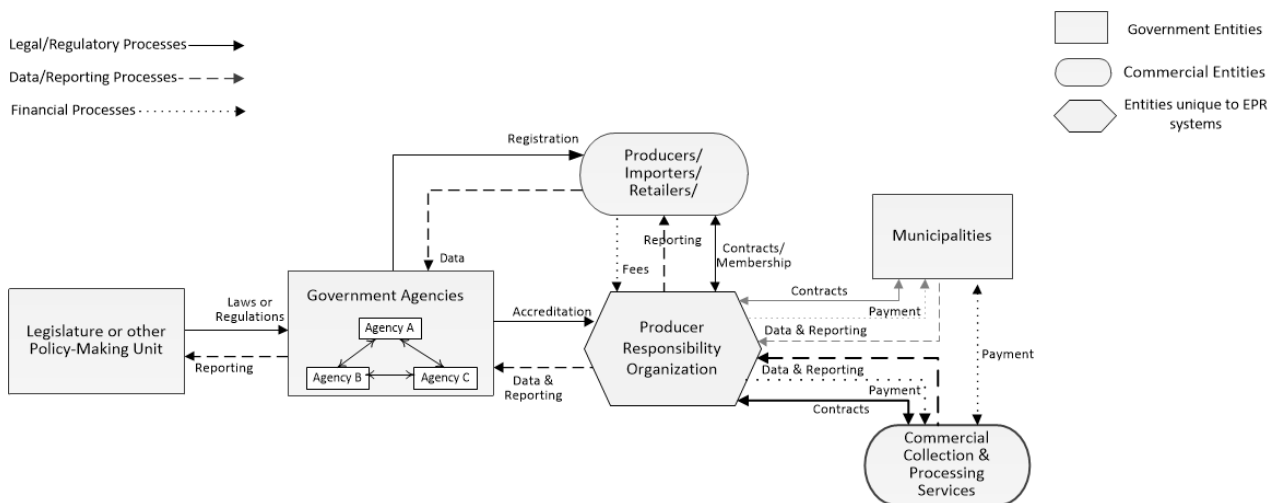 Legal/Regulatory Processes
Data/Reporting Processes
Financial Processes
Government Entities
Commercial Entities
Entities unique to EPR
systems
Registration
Producers/
Importers/
Retailers/
Data
Fees
Reporting
Contracts/
Membership
Municipalities
Legislature or other
Policy-Making Unit
Laws or
Regulations
Reporting
Government Agencies
Agency A
Agency B
Agency C
Accreditation
Data &
Reporting
Producer
Responsibility
Organization
Contracts
Payment
Data & Reporting
Data & Reporting
Payment
Contracts
Payment
Commercial
Collection &
Processing
Services